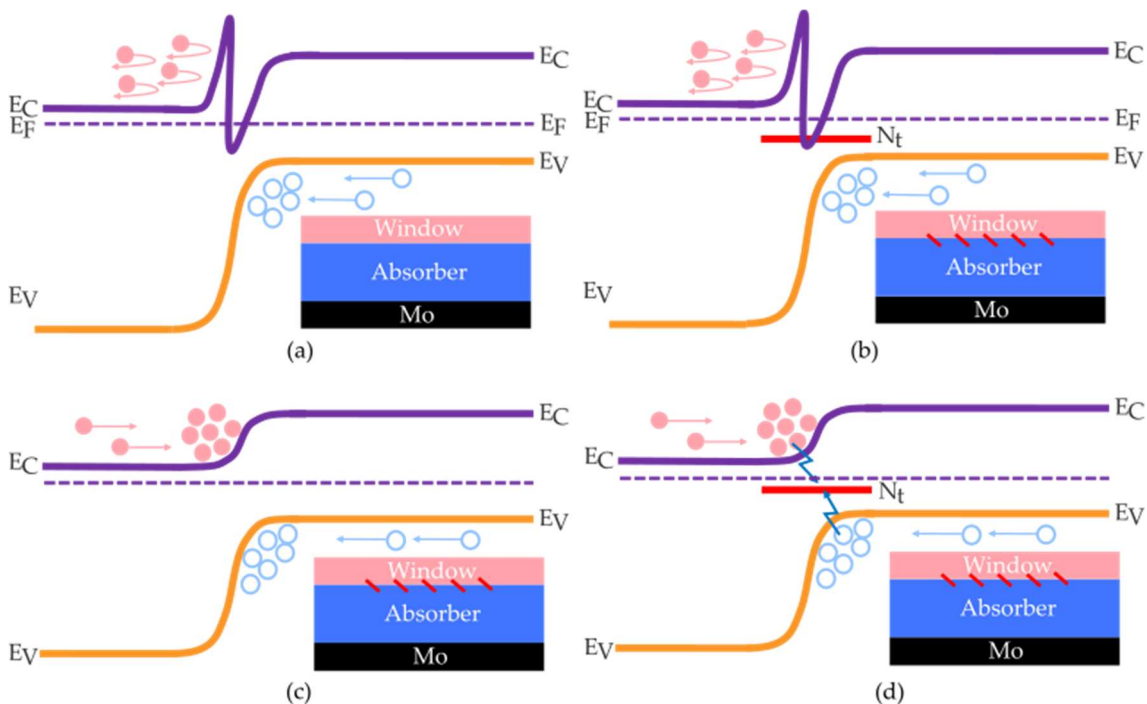 E_C
E_C
E_F
E_F
E_V
E_V
Window
Absorber
Mo
(a)
E_C
E_C
E_F
E_F
N_t
E_V
E_V
Window
Absorber
Mo
(b)
E_C
E_C
E_V
E_V
Window
Absorber
Mo
(c)
E_C
E_C
N_t
E_V
E_V
Window
Absorber
Mo
(d)